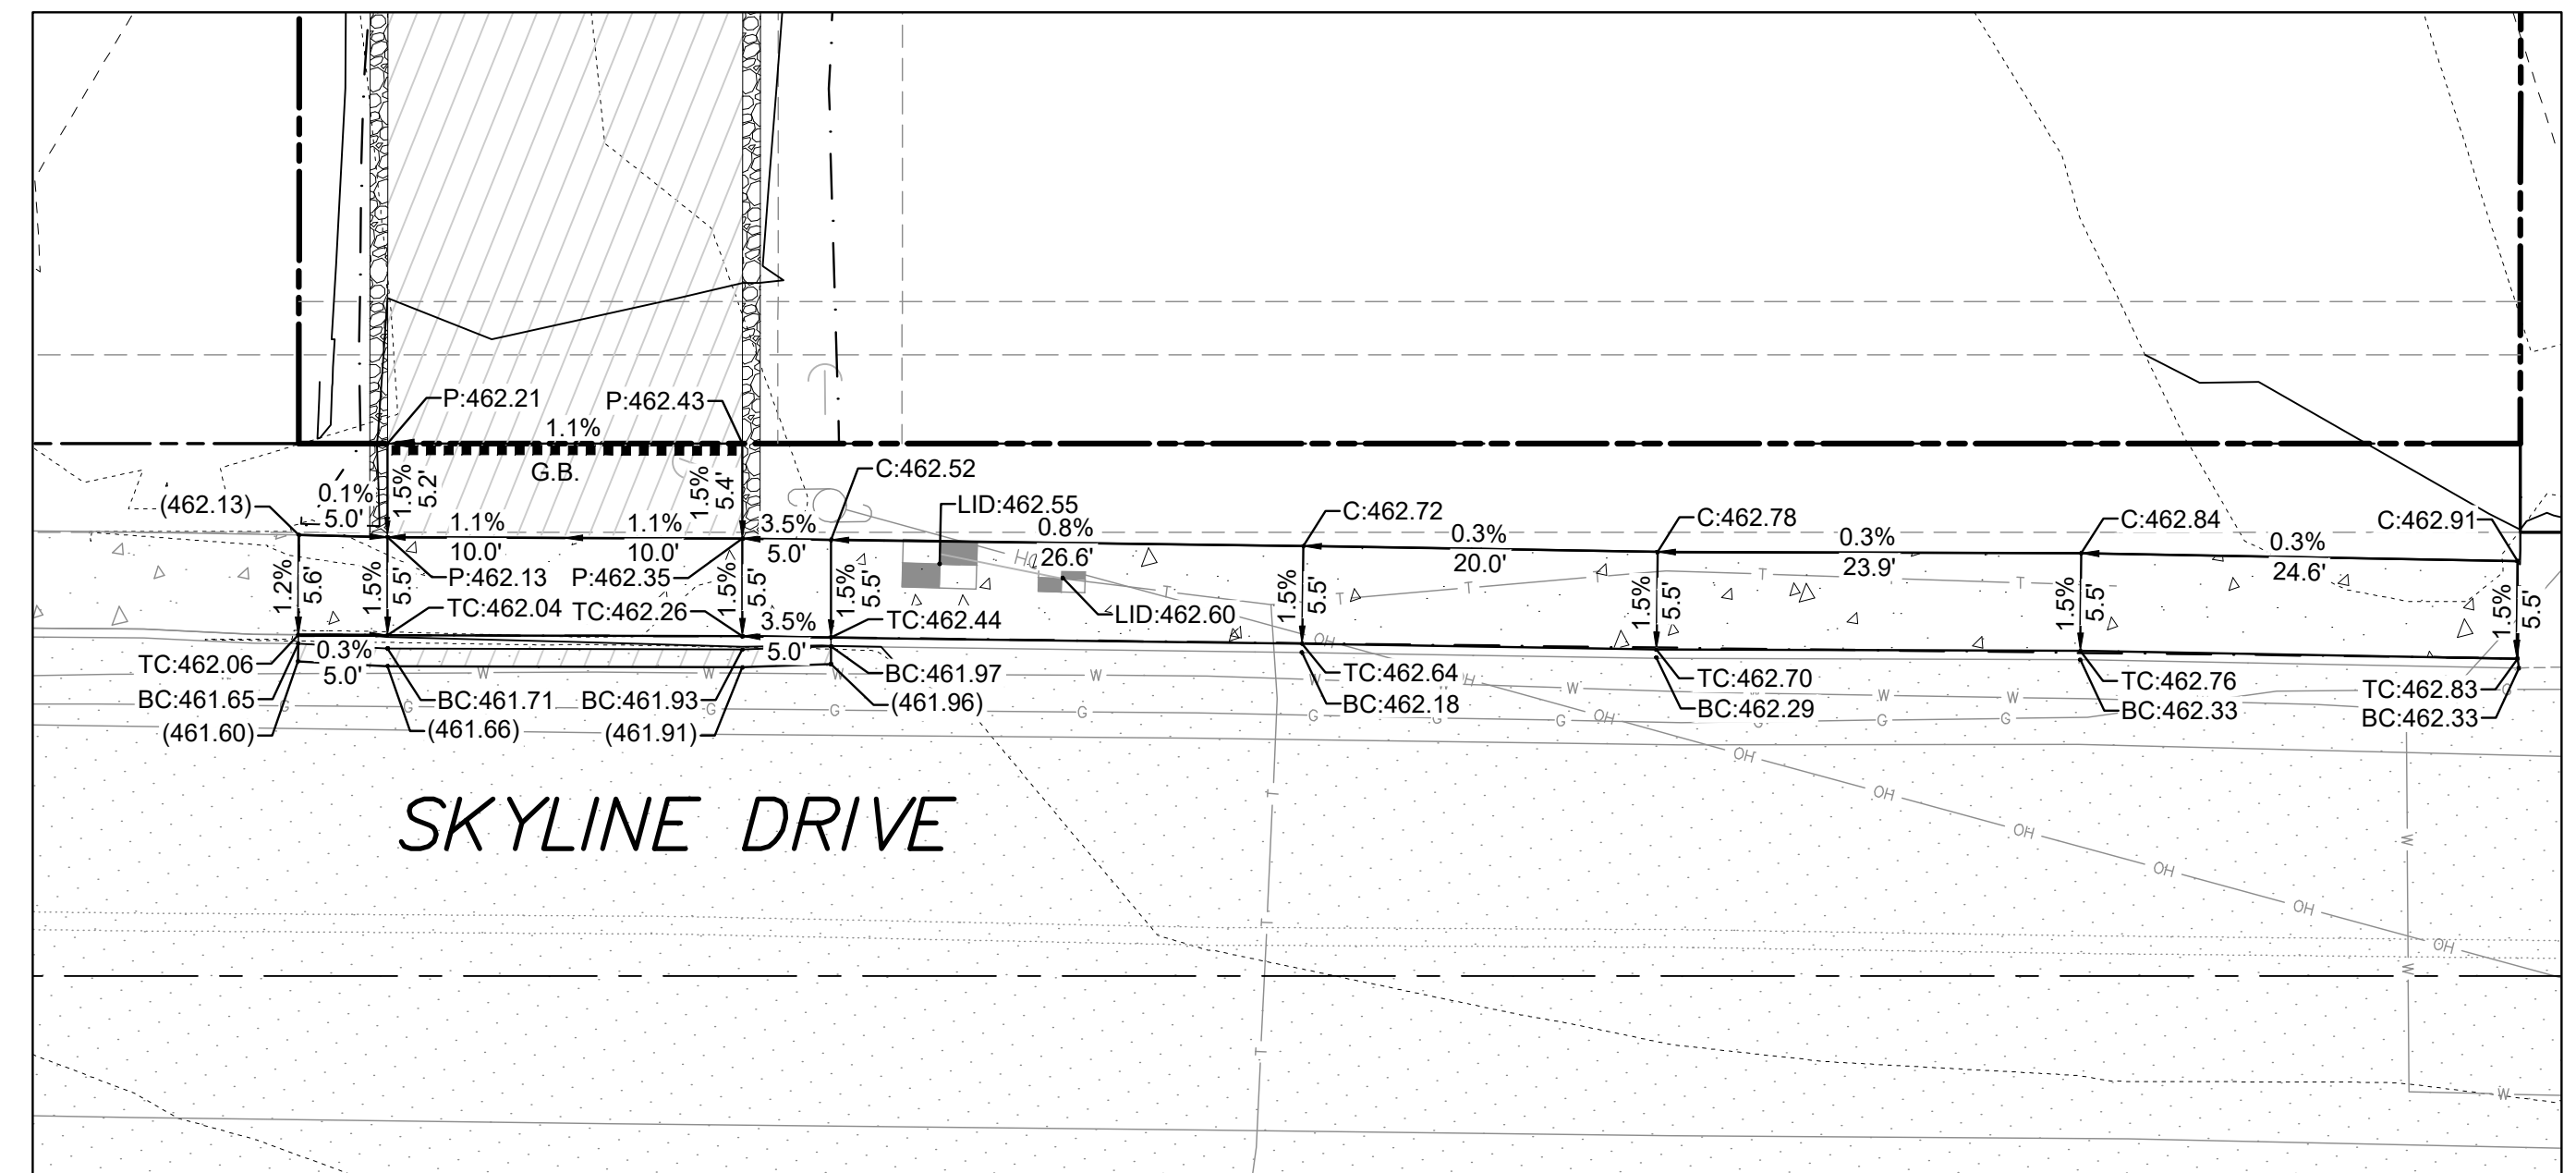 P:462.21
P:462.43
1.1%
G.B.
1.5%
5.2'
1.5%
5.4'
C:462.52
(462.13)
0.1%
5.0'
1.1%
10.0'
1.1%
10.0'
3.5%
5.0'
LID:462.55
0.8%
26.6'
C:462.72
0.3%
20.0'
C:462.78
0.3%
23.9'
C:462.84
0.3%
24.6'
C:462.91
1.2%
5.6'
1.5%
5.5'
P:462.13
P:462.35
1.5%
5.5'
1.5%
5.5'
LID:462.60
1.5%
5.5'
1.5%
5.5'
1.5%
5.5'
1.5%
5.5'
TC:462.04
TC:462.26
3.5%
5.0'
TC:462.44
TC:462.06
0.3%
5.0'
BC:461.97
TC:462.64
TC:462.70
TC:462.76
TC:462.83
BC:461.65
BC:461.71
BC:461.93
(461.96)
BC:462.18
BC:462.29
BC:462.33
BC:462.33
(461.60)
(461.66)
(461.91)
SKYLINE DRIVE
T
T
T
T
T
T
T
T
T
W
W
W
W
W
W
W
W
W
W
G
G
G
G
G
G
G
G
G
OH
OH
OH
OH
OH
OH
OH
OH